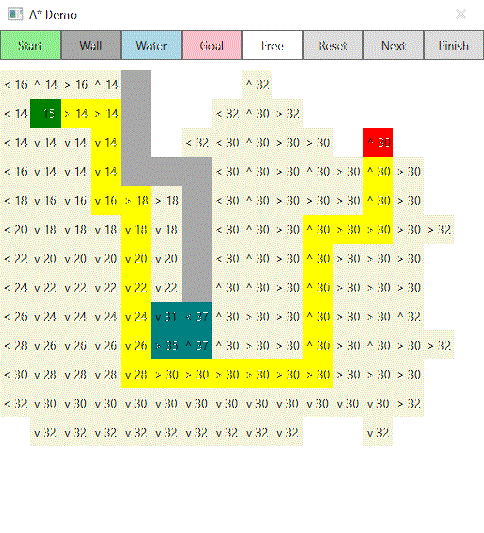 A* Demo
Start Wall Water Goal Free Reset Next Finish
< 16 ^ 14 > 16 ^ 14 ^ 32
< 14 15 > 14 > 14 < 32 ^ 30 > 32
< 14 v 14 v 14 v 14 < 32 < 30 ^ 30 > 30 > 30 ^ 30
< 16 v 14 v 14 v 14 < 30 ^ 30 > 30 > 30 ^ 30 ^ 30 > 30
< 18 v 16 v 16 v 16 > 18 > 18 < 30 ^ 30 > 30 > 30 > 30 ^ 30 > 30
< 20 v 18 v 18 v 18 v 18 v 18 < 30 ^ 30 > 30 ^ 30 > 30 > 30 > 30 > 32
< 22 v 20 v 20 v 20 v 20 v 20 < 30 ^ 30 > 30 ^ 30 > 30 > 30 > 30
< 24 v 22 v 22 v 22 v 22 v 22 < 30 ^ 30 > 30 ^ 30 > 30 > 30 > 30
< 26 v 24 v 24 v 24 v 24 v 31 < 37 ^ 30 > 30 > 30 ^ 30 > 30 > 30 ^ 32
< 28 v 26 v 26 v 26 v 26 > 33 ^ 37 ^ 30 > 30 > 30 ^ 30 > 30 > 30 > 30 > 32
< 30 v 28 v 28 v 28 v 28 > 30 > 30 > 30 > 30 > 30 > 30 > 30 > 30 > 30
< 32 v 30 v 30 v 30 v 30 v 30 v 30 v 30 v 30 v 30 v 30 v 30 v 30 > 32
v 32 v 32 v 32 v 32 v 32 v 32 v 32 v 32 v 32 v 32